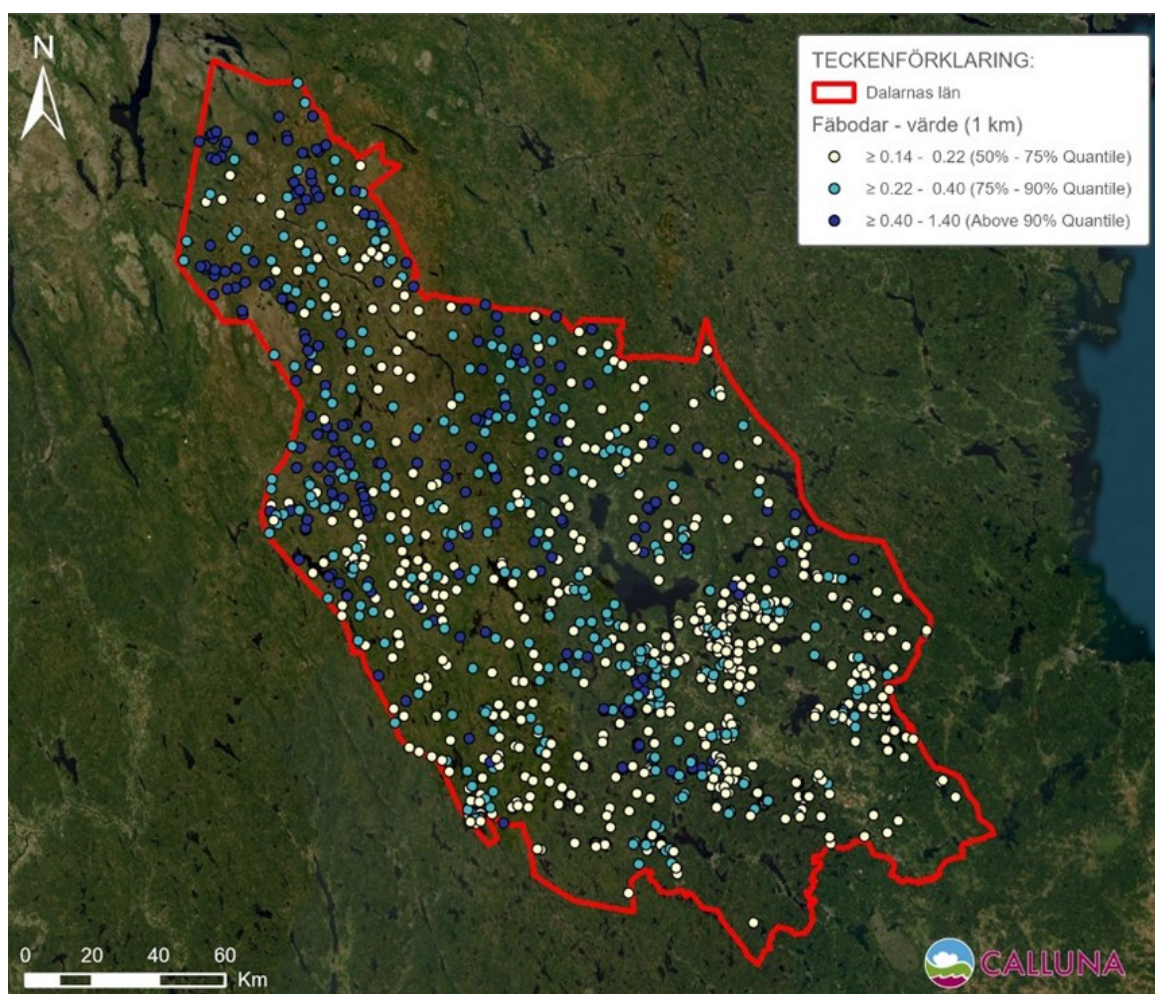 N
TECKENFÖRKLARING:
Dalarnas län
Fäbodar - värde (1 km)
≥ 0.14 - 0.22 (50% - 75% Quantile)
≥ 0.22 - 0.40 (75% - 90% Quantile)
≥ 0.40 - 1.40 (Above 90% Quantile)
0 20 40 60
Km
CALLUNA